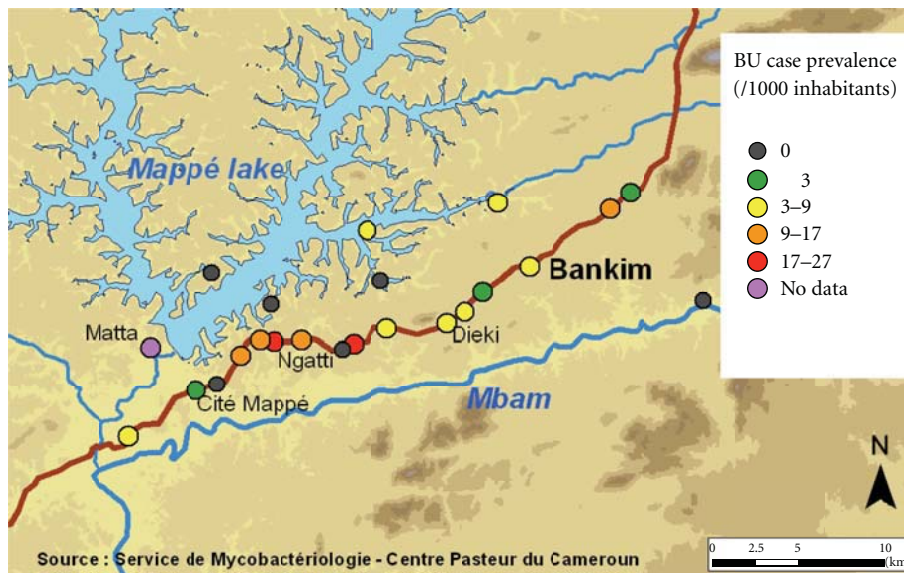 BU case prevalence
(/1000 inhabitants)
0
3
3–9
9–17
17–27
No data
Mappé lake
Bankim
Matta
Ngatti
Dieki
Cité Mappé
Mbam
N
Source : Service de Mycobactériologie - Centre Pasteur du Cameroun
0 2.5 5 10
(km